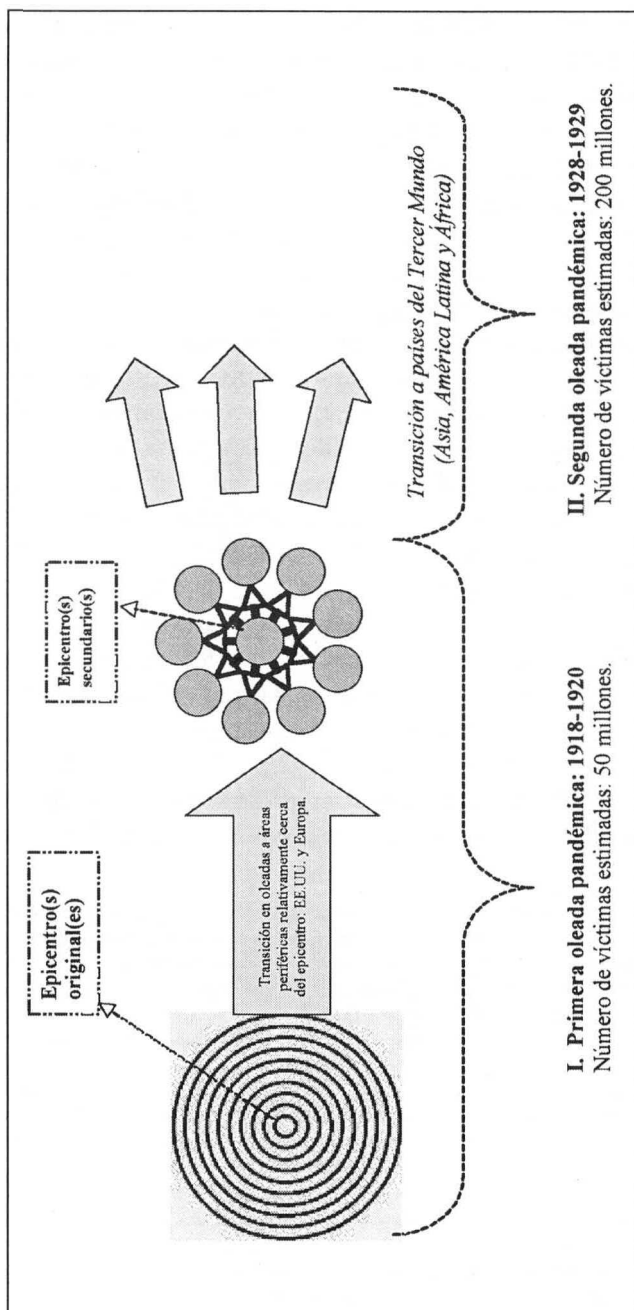 Epicentro(s)
original(es)
Transición en oleadas a áreas
periféricas relativamente cerca
del epicentro: EE.UU. y Europa.
Epicentro(s)
secundario(s)
Transición a países del Tercer Mundo
(Asia, América Latina y África)
I. Primera oleada pandémica: 1918-1920
Número de víctimas estimadas: 50 millones.
II. Segunda oleada pandémica: 1928-1929
Número de víctimas estimadas: 200 millones.